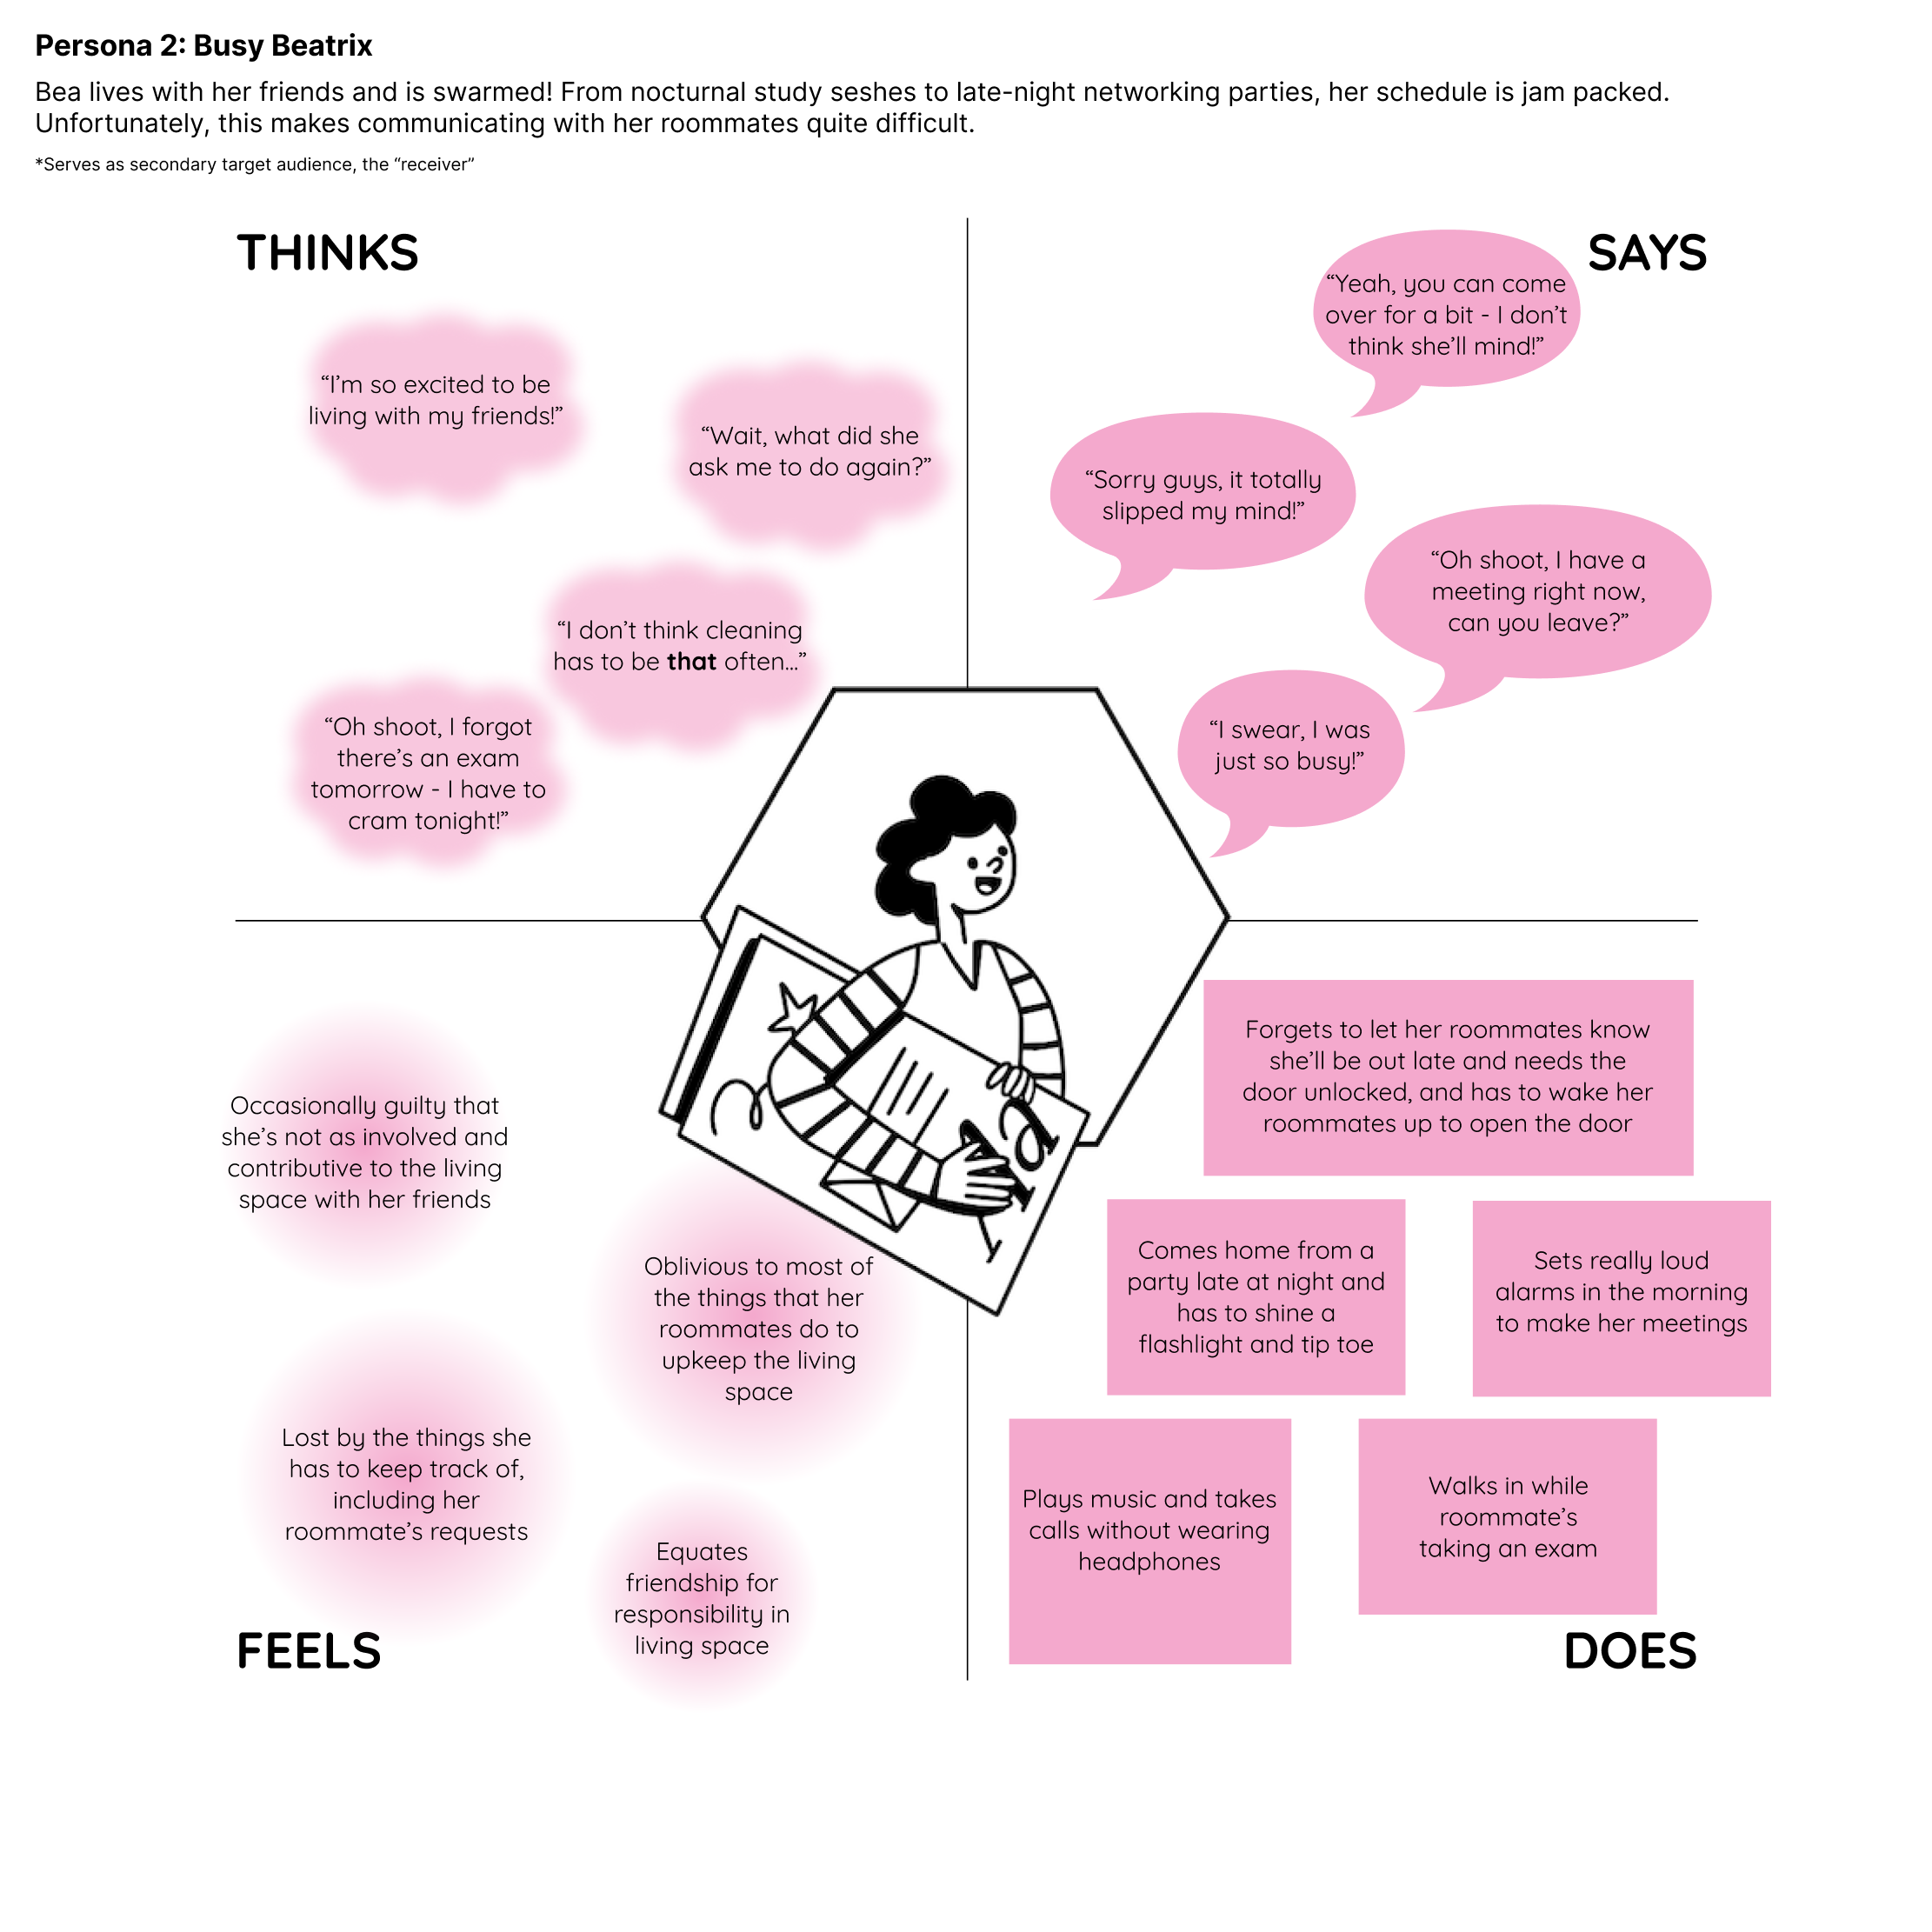 Persona 2: Busy Beatrix
Bea lives with her friends and is swarmed! From nocturnal study seshes to late-night networking parties, her schedule is jam packed.
Unfortunately, this makes communicating with her roommates quite difficult.
*Serves as secondary target audience, the “receiver”
THINKS
“I’m so excited to be
living with my friends!”
“Wait, what did she
ask me to do again?”
“I don’t think cleaning
has to be that often...”
“Oh shoot, I forgot
there’s an exam
tomorrow - I have to
cram tonight!”
SAYS
“Yeah, you can come
over for a bit - I don’t
think she’ll mind!”
“Sorry guys, it totally
slipped my mind!”
“Oh shoot, I have a
meeting right now,
can you leave?”
“I swear, I was
just so busy!”
Occasionally guilty that
she’s not as involved and
contributive to the living
space with her friends
Oblivious to most of
the things that her
roommates do to
upkeep the living
space
Lost by the things she
has to keep track of,
including her
roommate’s requests
Equates
friendship for
responsibility in
living space
FEELS
Forgets to let her roommates know
she’ll be out late and needs the
door unlocked, and has to wake her
roommates up to open the door
Comes home from a
party late at night and
has to shine a
flashlight and tip toe
Sets really loud
alarms in the morning
to make her meetings
Plays music and takes
calls without wearing
headphones
Walks in while
roommate’s
taking an exam
DOES